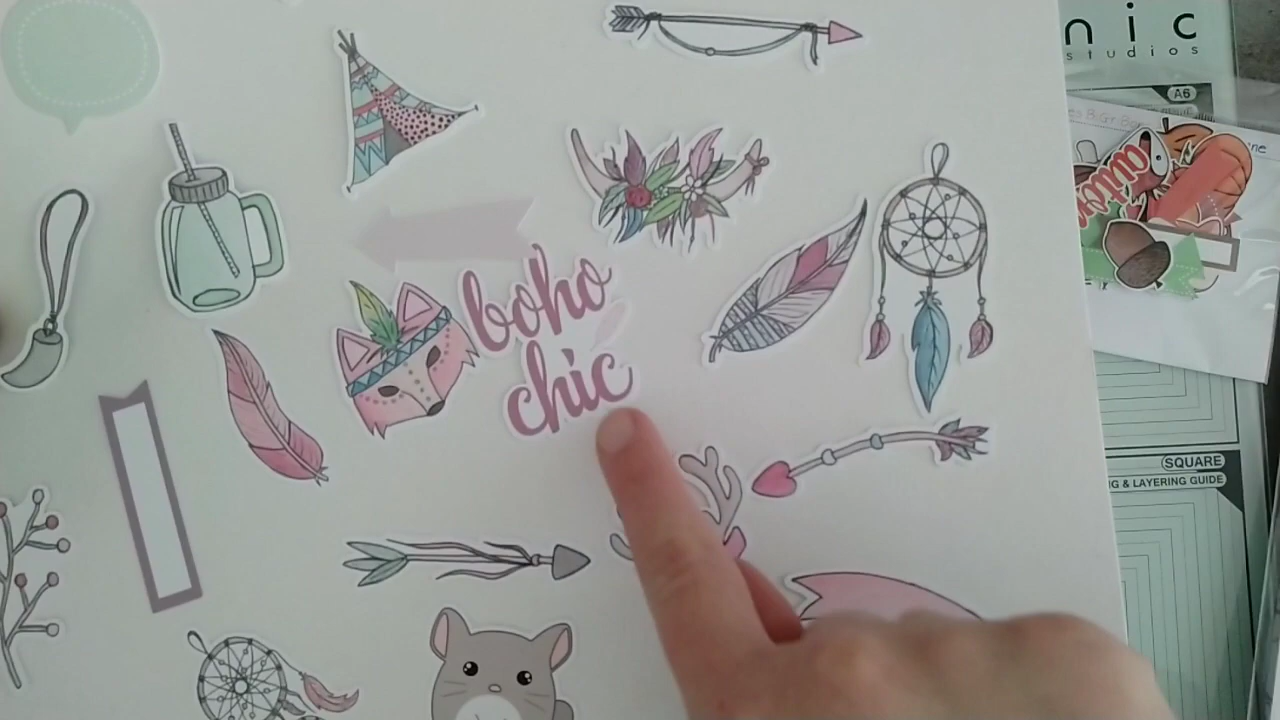 nic
studios
A6
boho
chic
SQUARE
G & LAYERING GUIDE